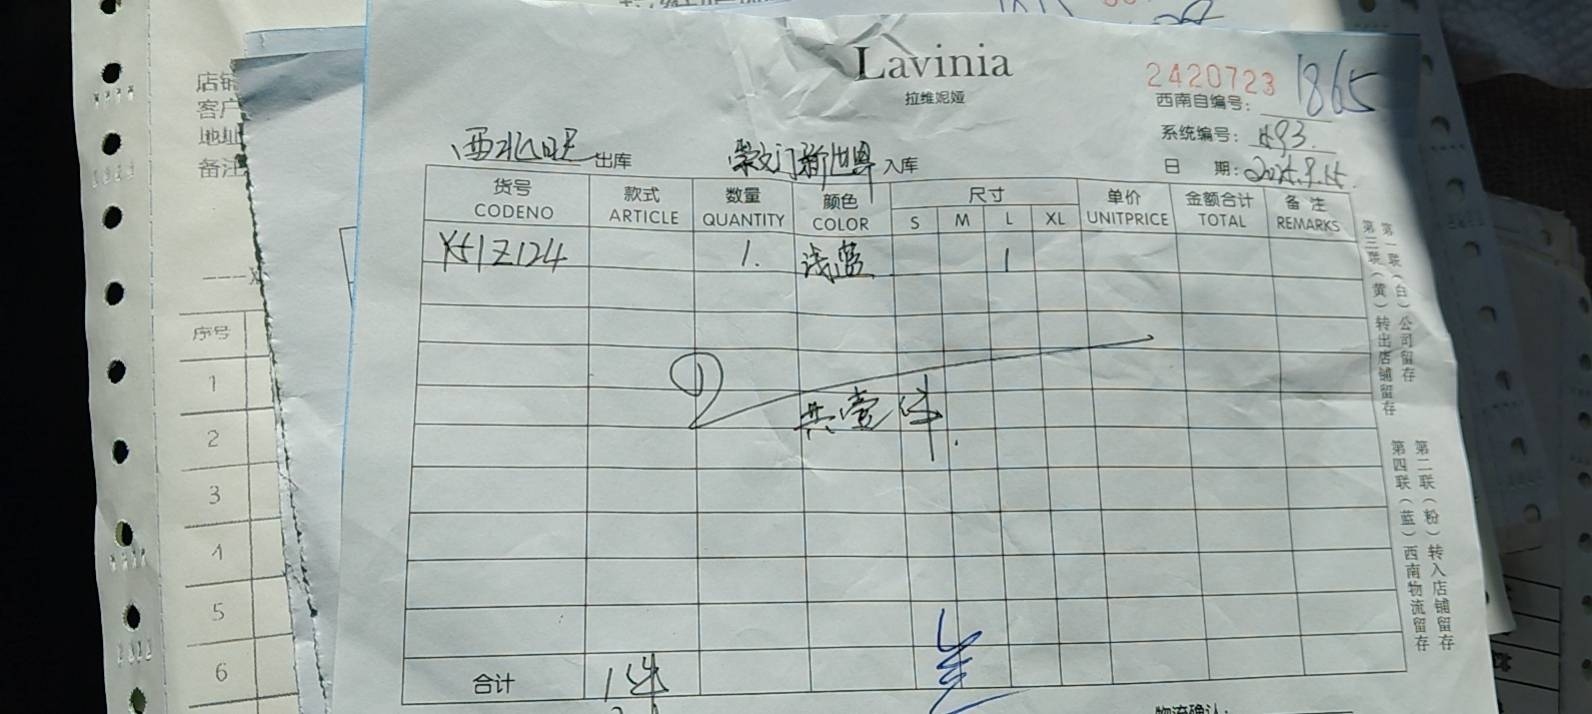 Lavinia
拉维妮娅
2420723
西南自编号: 1865
系统编号: 493.
日 期:
西北旺 出库 崇文门新世界 入库
货号 款式 数量 颜色 尺寸 单价 金额合计 备注
CODENO ARTICLE QUANTITY COLOR S M L XL UNITPRICE TOTAL REMARKS
X51Z124 1. 浅蓝 1
共壹件.
合计 1件
第一联(白)公司留存
第三联(黄)转出店铺留存
第二联(粉)转入店铺留存
第四联(蓝)西南物流留存
物流确认:
店铺
客户
地址
备注
序号
1
2
3
4
5
6